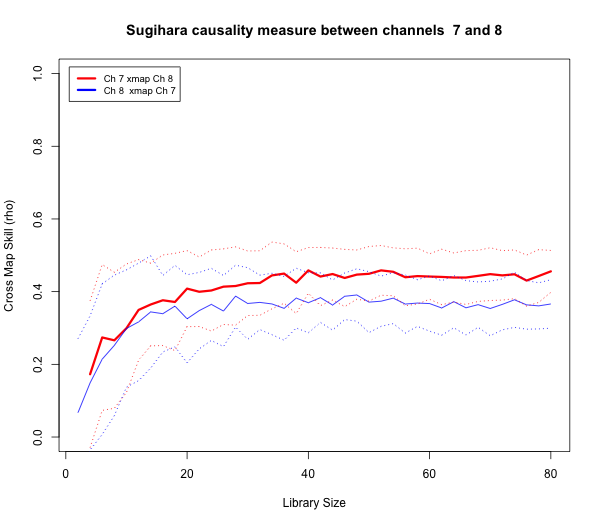 Sugihara causality measure between channels  7 and 8
Ch 7 xmap Ch 8
Ch 8  xmap Ch 7
Cross Map Skill (rho)
1.0
0.8
0.6
0.4
0.2
0.0
0 20 40 60 80
Library Size